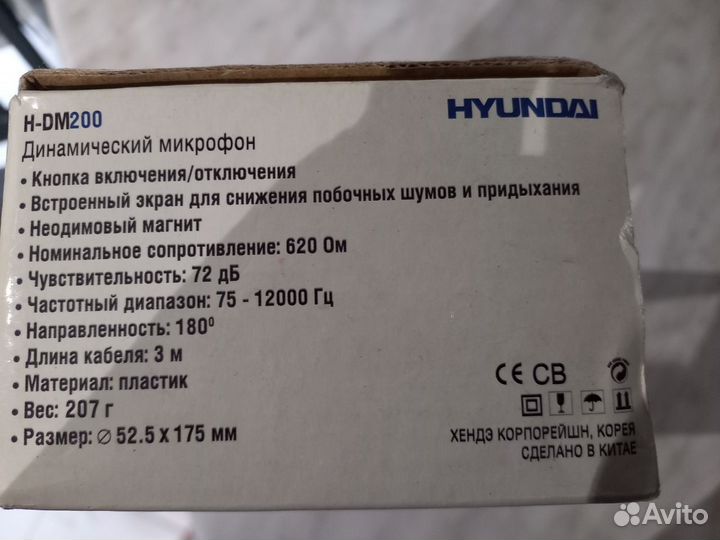 H-DM200
HYUNDAI
Динамический микрофон
• Кнопка включения/отключения
• Встроенный экран для снижения побочных шумов и придыхания
• Неодимовый магнит
• Номинальное сопротивление: 620 Ом
• Чувствительность: 72 дБ
• Частотный диапазон: 75 - 12000 Гц
• Направленность: 180⁰
• Длина кабеля: 3 м
• Материал: пластик
• Вес: 207 г
• Размер: ∅ 52.5 x 175 мм
CE CB
ХЕНДЭ КОРПОРЕЙШН, КОРЕЯ
СДЕЛАНО В КИТАЕ
Avito